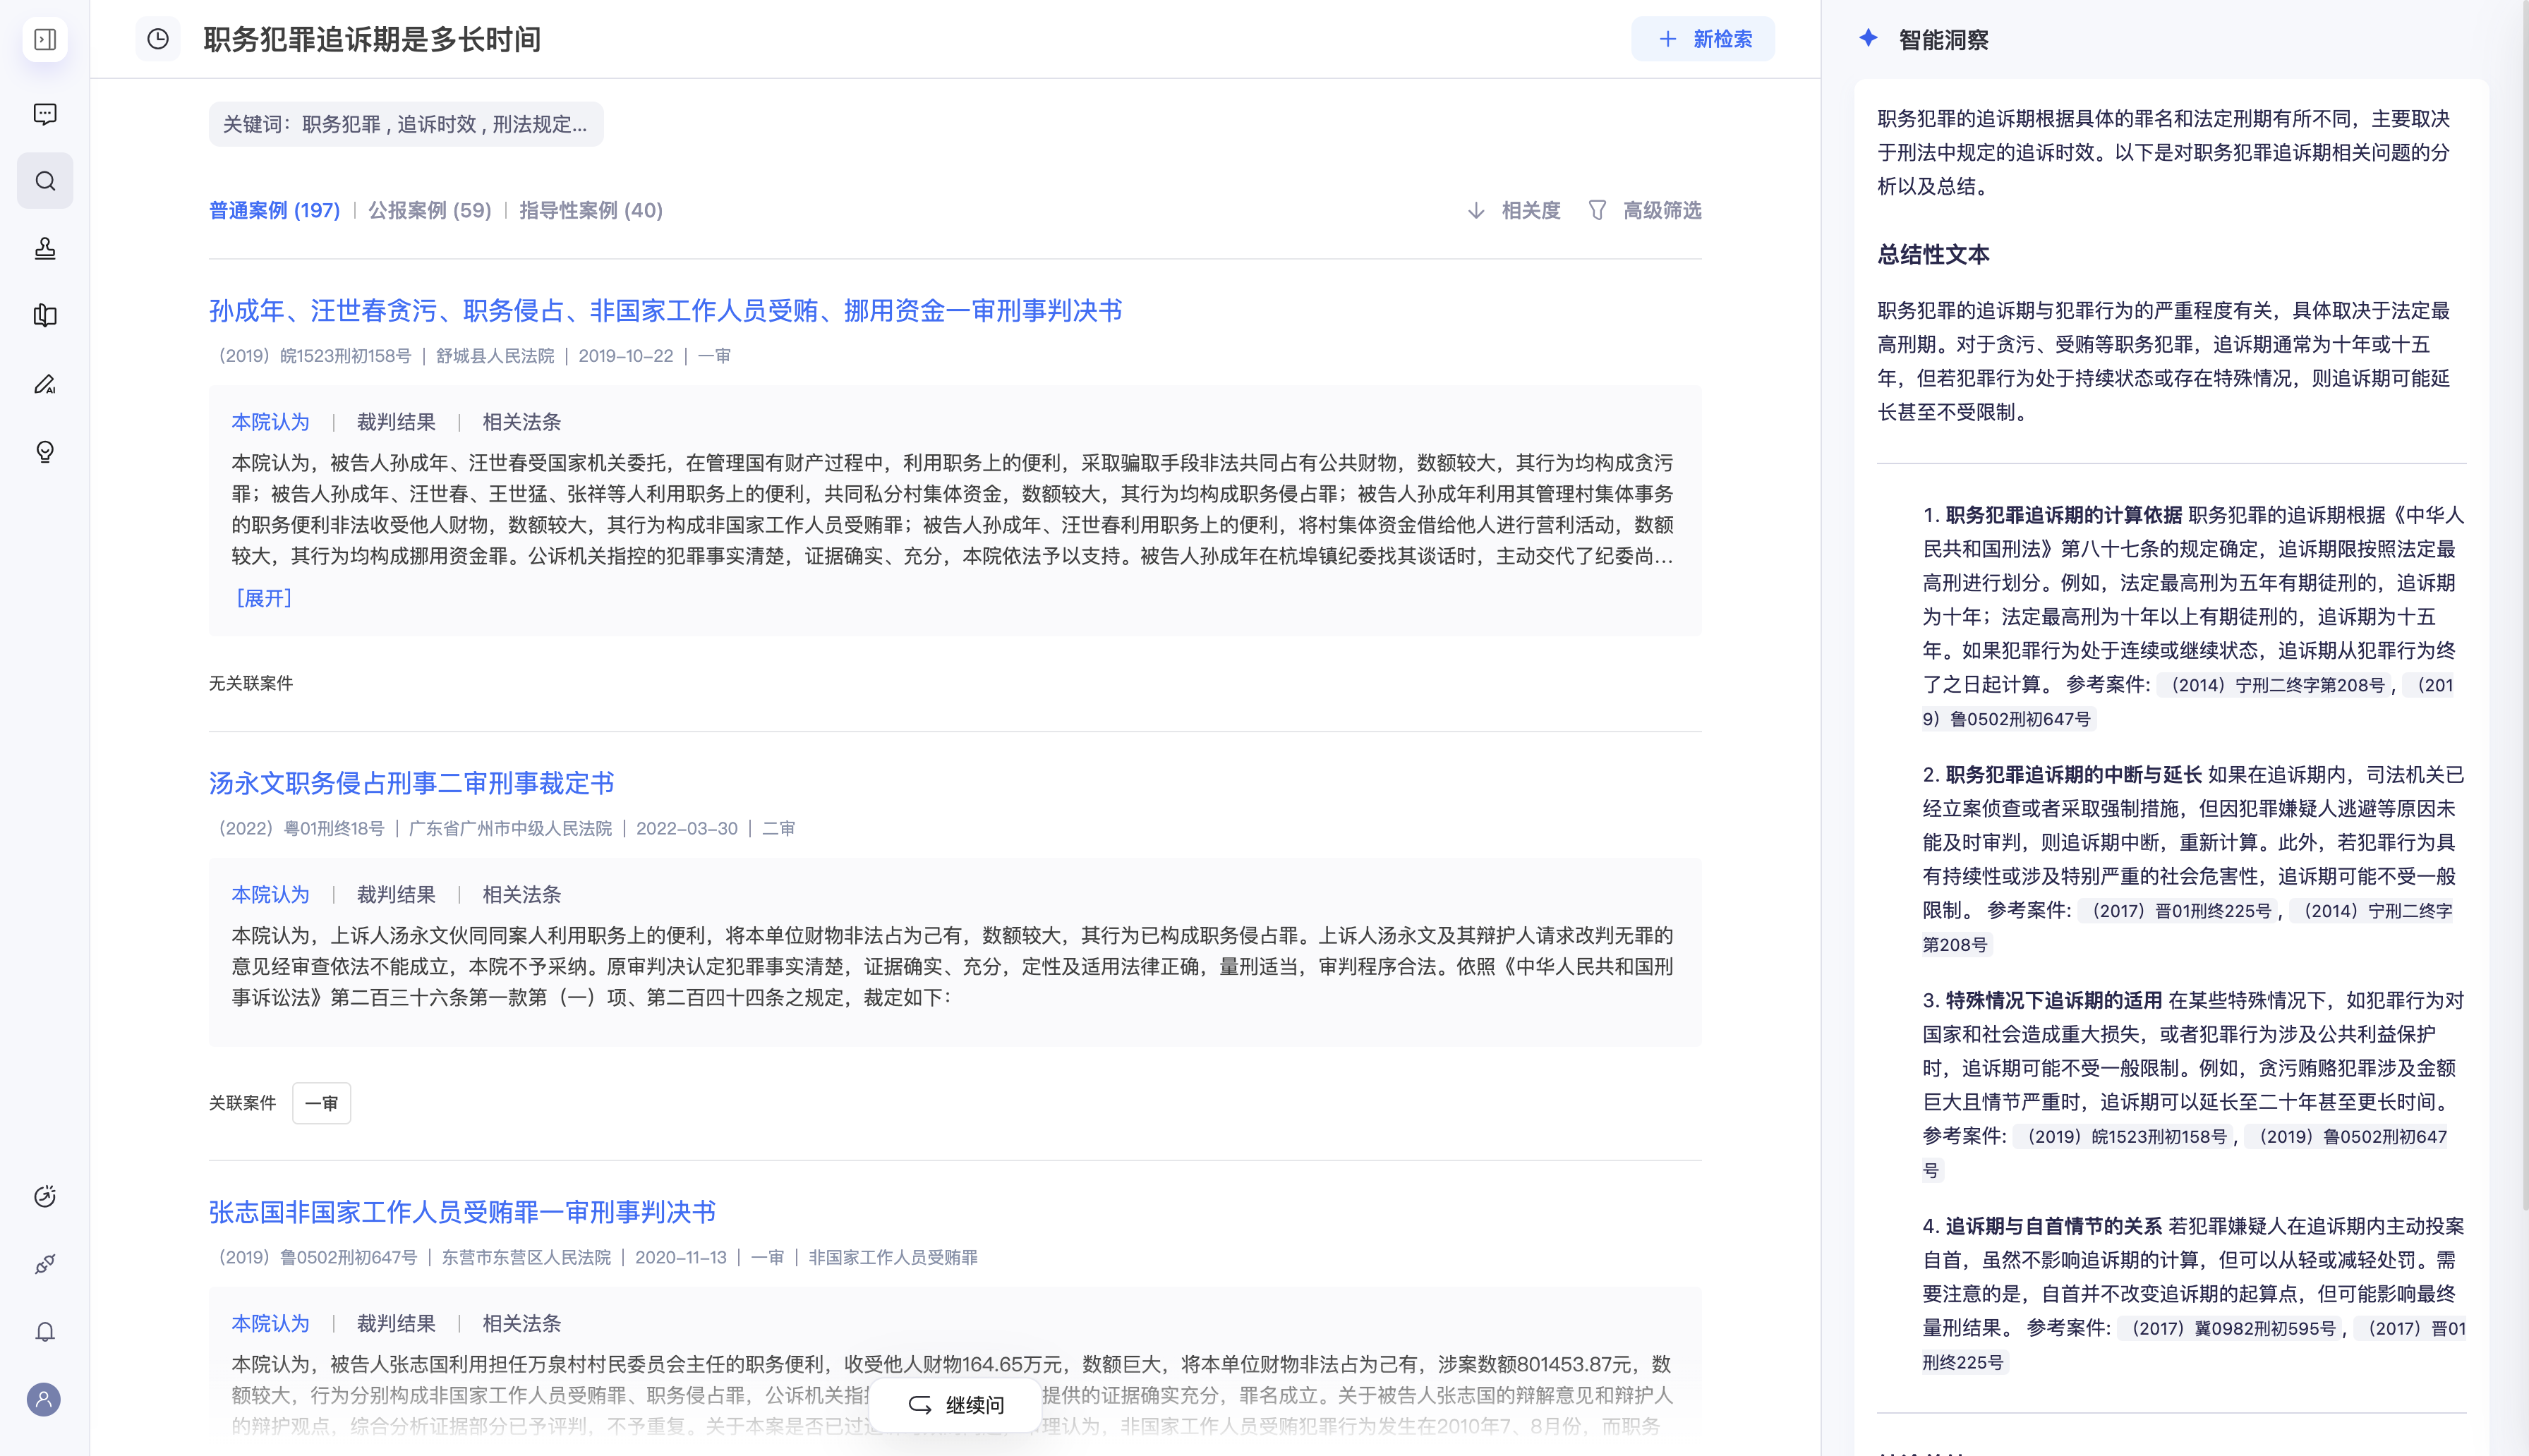 职务犯罪追诉期是多长时间
新检索
关键词：职务犯罪 , 追诉时效 , 刑法规定...
普通案例 (197) | 公报案例 (59) | 指导性案例 (40)
相关度 高级筛选
孙成年、汪世春贪污、职务侵占、非国家工作人员受贿、挪用资金一审刑事判决书
（2019）皖1523刑初158号 | 舒城县人民法院 | 2019-10-22 | 一审
本院认为 | 裁判结果 | 相关法条
本院认为，被告人孙成年、汪世春受国家机关委托，在管理国有财产过程中，利用职务上的便利，采取骗取手段非法共同占有公共财物，数额较大，其行为均构成贪污
罪；被告人孙成年、汪世春、王世猛、张祥等人利用职务上的便利，共同私分村集体资金，数额较大，其行为均构成职务侵占罪；被告人孙成年利用其管理村集体事务
的职务便利非法收受他人财物，数额较大，其行为构成非国家工作人员受贿罪；被告人孙成年、汪世春利用职务上的便利，将村集体资金借给他人进行营利活动，数额
较大，其行为均构成挪用资金罪。公诉机关指控的犯罪事实清楚，证据确实、充分，本院依法予以支持。被告人孙成年在杭埠镇纪委找其谈话时，主动交代了纪委尚...
[展开]
无关联案件
汤永文职务侵占刑事二审刑事裁定书
（2022）粤01刑终18号 | 广东省广州市中级人民法院 | 2022-03-30 | 二审
本院认为 | 裁判结果 | 相关法条
本院认为，上诉人汤永文伙同同案人利用职务上的便利，将本单位财物非法占为己有，数额较大，其行为已构成职务侵占罪。上诉人汤永文及其辩护人请求改判无罪的
意见经审查依法不能成立，本院不予采纳。原审判决认定犯罪事实清楚，证据确实、充分，定性及适用法律正确，量刑适当，审判程序合法。依照《中华人民共和国刑
事诉讼法》第二百三十六条第一款第（一）项、第二百四十四条之规定，裁定如下：
关联案件 一审
张志国非国家工作人员受贿罪一审刑事判决书
（2019）鲁0502刑初647号 | 东营市东营区人民法院 | 2020-11-13 | 一审 | 非国家工作人员受贿罪
本院认为 | 裁判结果 | 相关法条
本院认为，被告人张志国利用担任万泉村村民委员会主任的职务便利，收受他人财物164.65万元，数额巨大，将本单位财物非法占为己有，涉案数额801453.87元，数
额较大，行为分别构成非国家工作人员受贿罪、职务侵占罪，公诉机关指 提供的证据确实充分，罪名成立。关于被告人张志国的辩解意见和辩护人
的辩护观点，综合分析证据部分已予评判，不予重复。关于本案是否已过 理认为，非国家工作人员受贿犯罪行为发生在2010年7、8月份，而职务
继续问
智能洞察
职务犯罪的追诉期根据具体的罪名和法定刑期有所不同，主要取决
于刑法中规定的追诉时效。以下是对职务犯罪追诉期相关问题的分
析以及总结。
总结性文本
职务犯罪的追诉期与犯罪行为的严重程度有关，具体取决于法定最
高刑期。对于贪污、受贿等职务犯罪，追诉期通常为十年或十五
年，但若犯罪行为处于持续状态或存在特殊情况，则追诉期可能延
长甚至不受限制。
1. 职务犯罪追诉期的计算依据 职务犯罪的追诉期根据《中华人
民共和国刑法》第八十七条的规定确定，追诉期限按照法定最
高刑进行划分。例如，法定最高刑为五年有期徒刑的，追诉期
为十年；法定最高刑为十年以上有期徒刑的，追诉期为十五
年。如果犯罪行为处于连续或继续状态，追诉期从犯罪行为终
了之日起计算。 参考案件: （2014）宁刑二终字第208号 , （201
9）鲁0502刑初647号
2. 职务犯罪追诉期的中断与延长 如果在追诉期内，司法机关已
经立案侦查或者采取强制措施，但因犯罪嫌疑人逃避等原因未
能及时审判，则追诉期中断，重新计算。此外，若犯罪行为具
有持续性或涉及特别严重的社会危害性，追诉期可能不受一般
限制。 参考案件: （2017）晋01刑终225号 , （2014）宁刑二终字
第208号
3. 特殊情况下追诉期的适用 在某些特殊情况下，如犯罪行为对
国家和社会造成重大损失，或者犯罪行为涉及公共利益保护
时，追诉期可能不受一般限制。例如，贪污贿赂犯罪涉及金额
巨大且情节严重时，追诉期可以延长至二十年甚至更长时间。
参考案件: （2019）皖1523刑初158号 , （2019）鲁0502刑初647
号
4. 追诉期与自首情节的关系 若犯罪嫌疑人在追诉期内主动投案
自首，虽然不影响追诉期的计算，但可以从轻或减轻处罚。需
要注意的是，自首并不改变追诉期的起算点，但可能影响最终
量刑结果。 参考案件: （2017）冀0982刑初595号 , （2017）晋01
刑终225号